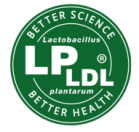 BETTER SCIENCE
Lactobacillus
LP
LDL®
plantarum
BETTER HEALTH